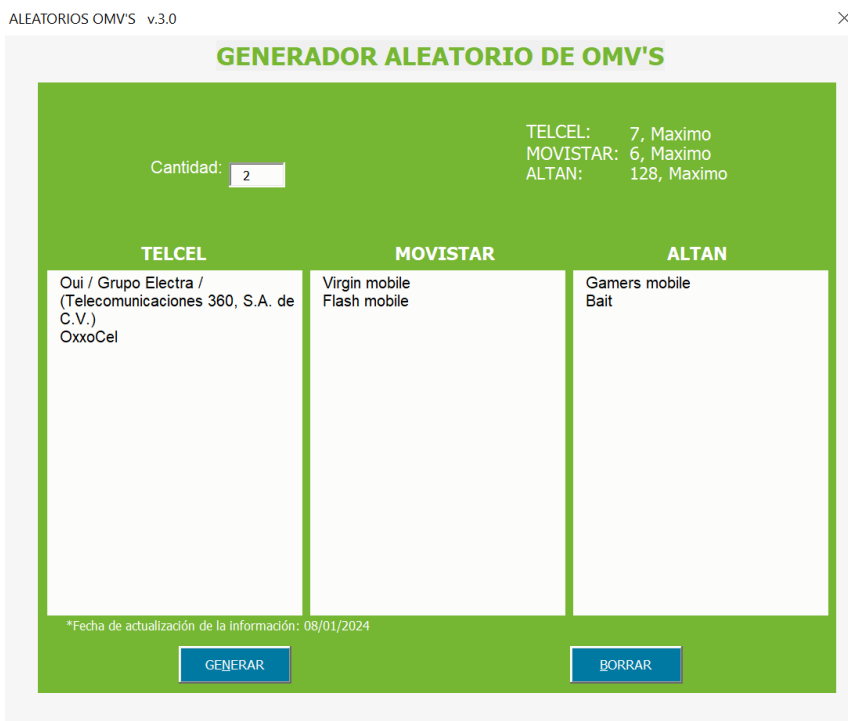 ALEATORIOS OMV'S v.3.0
GENERADOR ALEATORIO DE OMV'S
Cantidad: 2
TELCEL: 7, Maximo
MOVISTAR: 6, Maximo
ALTAN: 128, Maximo
TELCEL
Oui / Grupo Electra /
(Telecomunicaciones 360, S.A. de
C.V.)
OxxoCel
MOVISTAR
Virgin mobile
Flash mobile
ALTAN
Gamers mobile
Bait
*Fecha de actualización de la información: 08/01/2024
GENERAR
BORRAR